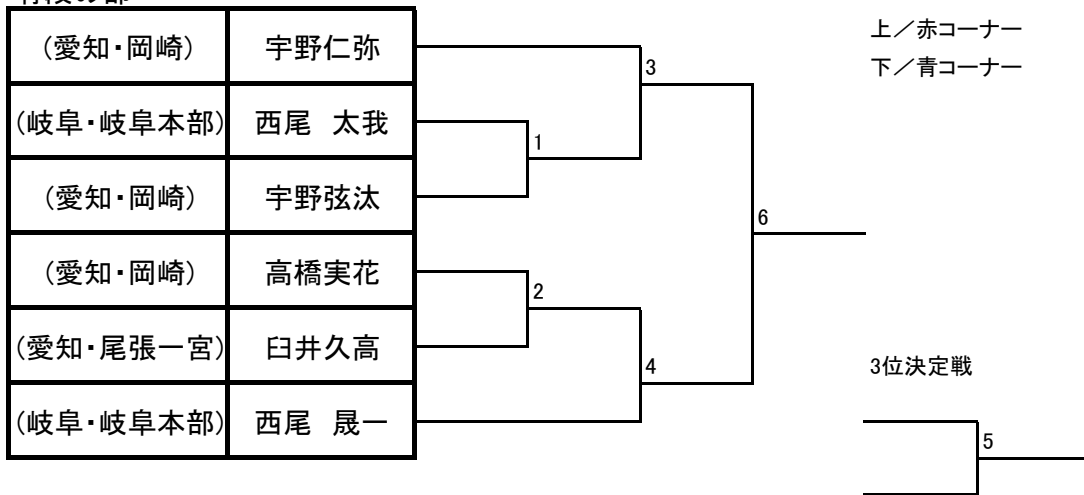 (愛知・岡崎) 宇野仁弥
(岐阜・岐阜本部) 西尾 太我
(愛知・岡崎) 宇野弦汰
(愛知・岡崎) 高橋実花
(愛知・尾張一宮) 臼井久高
(岐阜・岐阜本部) 西尾 晟一
1
2
3
4
6
上／赤コーナー
下／青コーナー
3位決定戦
5